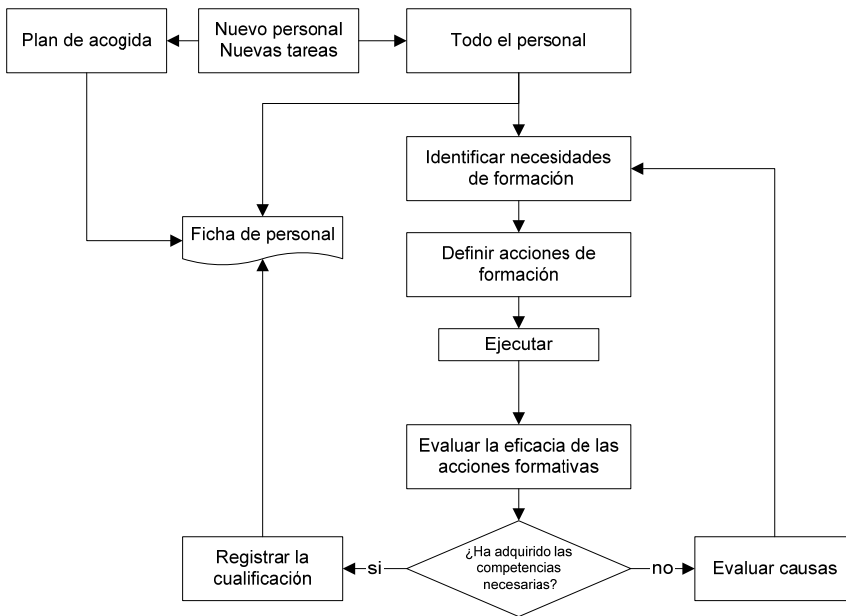 Plan de acogida
Nuevo personal
Nuevas tareas
Todo el personal
Identificar necesidades
de formación
Ficha de personal
Definir acciones de
formación
Ejecutar
Evaluar la eficacia de las
acciones formativas
¿Ha adquirido las
competencias
necesarias?
si
no
Registrar la
cualificación
Evaluar causas